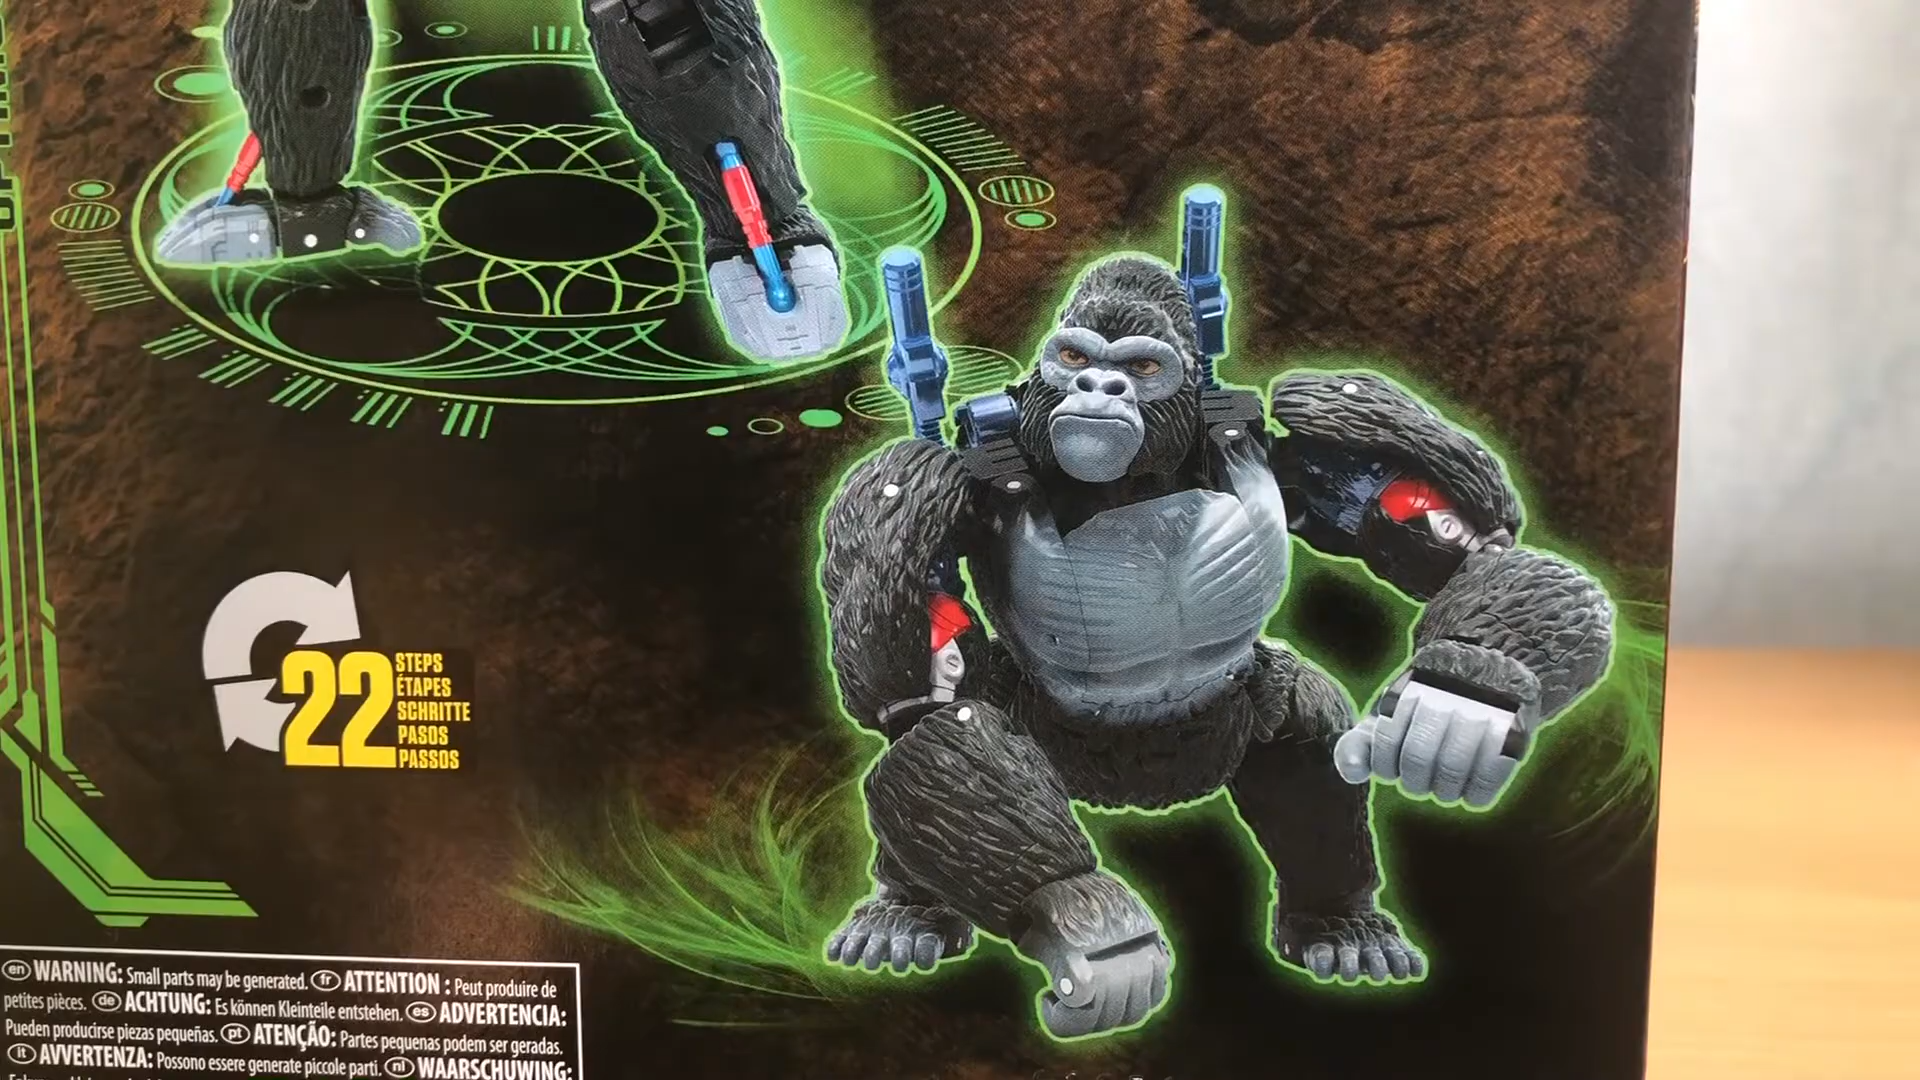 22
STEPS
ÉTAPES
SCHRITTE
PASOS
PASSOS
en WARNING: Small parts may be generated. fr ATTENTION : Peut produire de
petites pièces. de ACHTUNG: Es können Kleinteile entstehen. es ADVERTENCIA:
Pueden producirse piezas pequeñas. pt ATENÇÃO: Partes pequenas podem ser geradas.
it AVVERTENZA: Possono essere generate piccole parti. nl WAARSCHUWING: